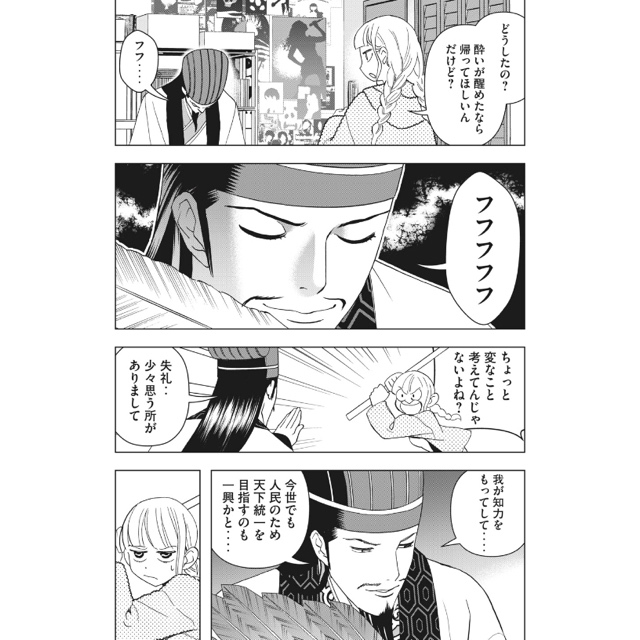 どうしたの？
酔いが醒めたなら
帰ってほしいん
だけど？
フフ‥‥
フフフフフ
ちょっと
変なこと
考えてんじゃ
ないよね？
失礼‥
少々思う所が
ありまして
我が知力を
もってして‥‥
今世でも
人民のため
天下統一を
目指すのも
一興かと‥‥